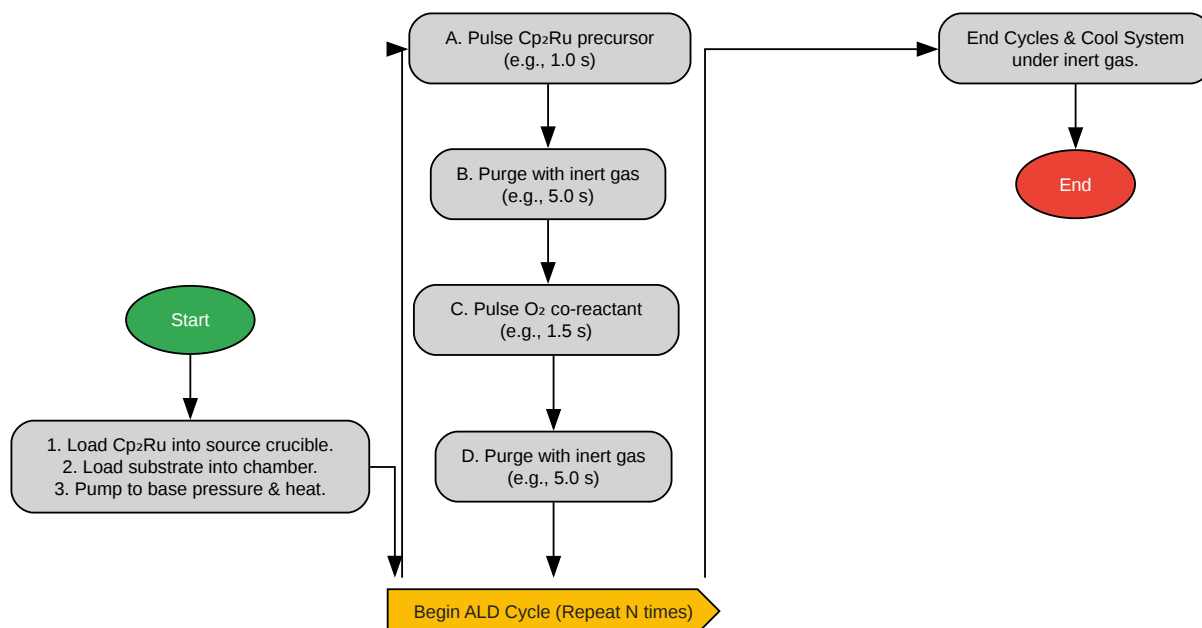 Start
1. Load Cp₂Ru into source crucible.
2. Load substrate into chamber.
3. Pump to base pressure & heat.
Begin ALD Cycle (Repeat N times)
A. Pulse Cp₂Ru precursor
(e.g., 1.0 s)
B. Purge with inert gas
(e.g., 5.0 s)
C. Pulse O₂ co-reactant
(e.g., 1.5 s)
D. Purge with inert gas
(e.g., 5.0 s)
End Cycles & Cool System
under inert gas.
End